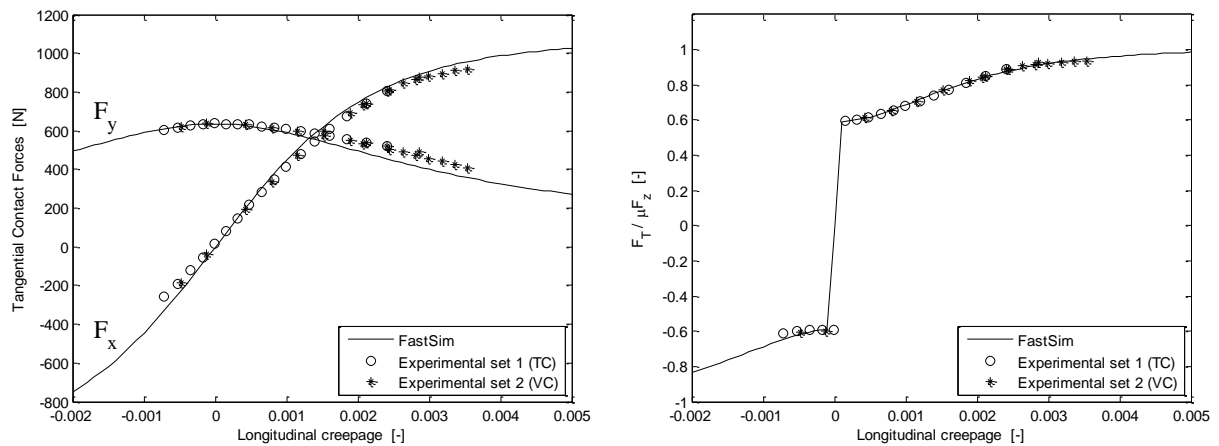 1200
1000
800
600
400
200
0
-200
-400
-600
-800
Tangential Contact Forces [N]
F_y
F_x
FastSim
Experimental set 1 (TC)
Experimental set 2 (VC)
-0.002 -0.001 0 0.001 0.002 0.003 0.004 0.005
Longitudinal creepage [-]
1
0.8
0.6
0.4
0.2
0
-0.2
-0.4
-0.6
-0.8
-1
F_T / μF_z [-]
FastSim
Experimental set 1 (TC)
Experimental set 2 (VC)
-0.002 -0.001 0 0.001 0.002 0.003 0.004 0.005
Longitudinal creepage [-]